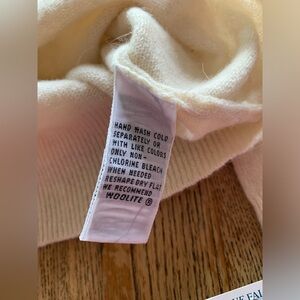 HAND WASH COLD
SEPARATELY OR
WITH LIKE COLORS
ONLY NON-
CHLORINE BLEACH
WHEN NEEDED
RESHAPE DRY FLAT
WE RECOMMEND
WOOLITE ®